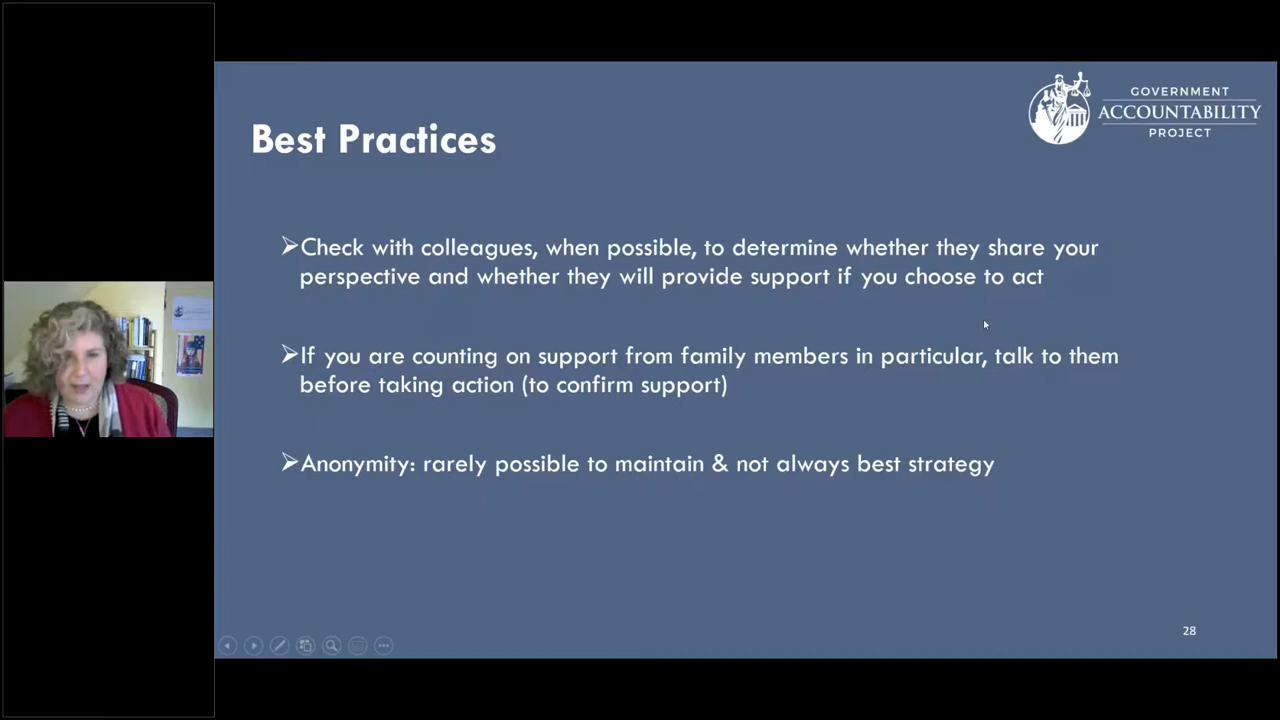 GOVERNMENT
ACCOUNTABILITY
PROJECT
Best Practices
➢Check with colleagues, when possible, to determine whether they share your
perspective and whether they will provide support if you choose to act
➢If you are counting on support from family members in particular, talk to them
before taking action (to confirm support)
➢Anonymity: rarely possible to maintain & not always best strategy
28